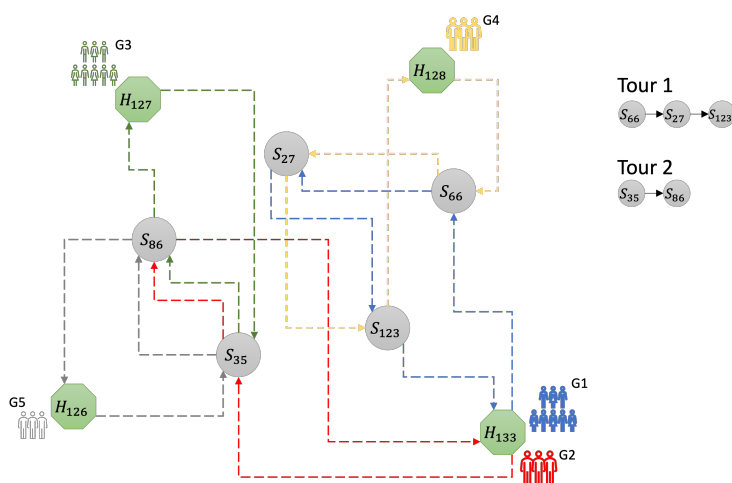 G3
G4
H127
H128
Tour 1
S66
S27
S123
S27
S66
Tour 2
S35
S86
S86
S123
S35
G5
H126
G1
H133
G2